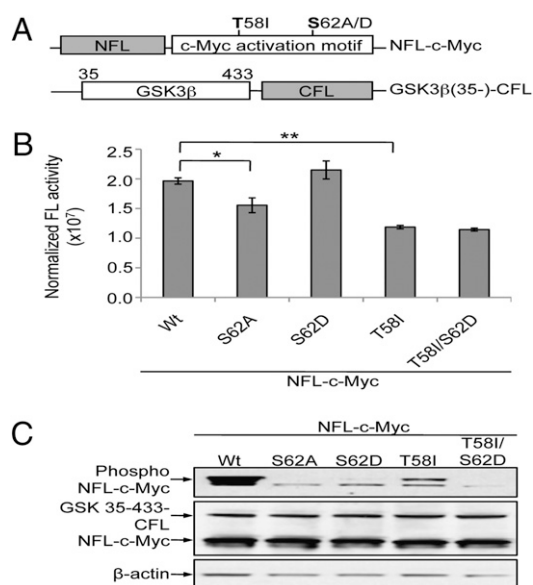 A
T58I S62A/D
NFL c-Myc activation motif NFL-c-Myc
35 433
GSK3β CFL GSK3β(35-)-CFL
B
Normalized FL activity
(x10⁷)
2.5
2.0
1.5
1.0
0.5
0.0
*
**
Wt S62A S62D T58I T58I/S62D
NFL-c-Myc
C
NFL-c-Myc
Wt S62A S62D T58I T58I/
S62D
Phospho
NFL-c-Myc
GSK 35-433-
CFL
NFL-c-Myc
β-actin